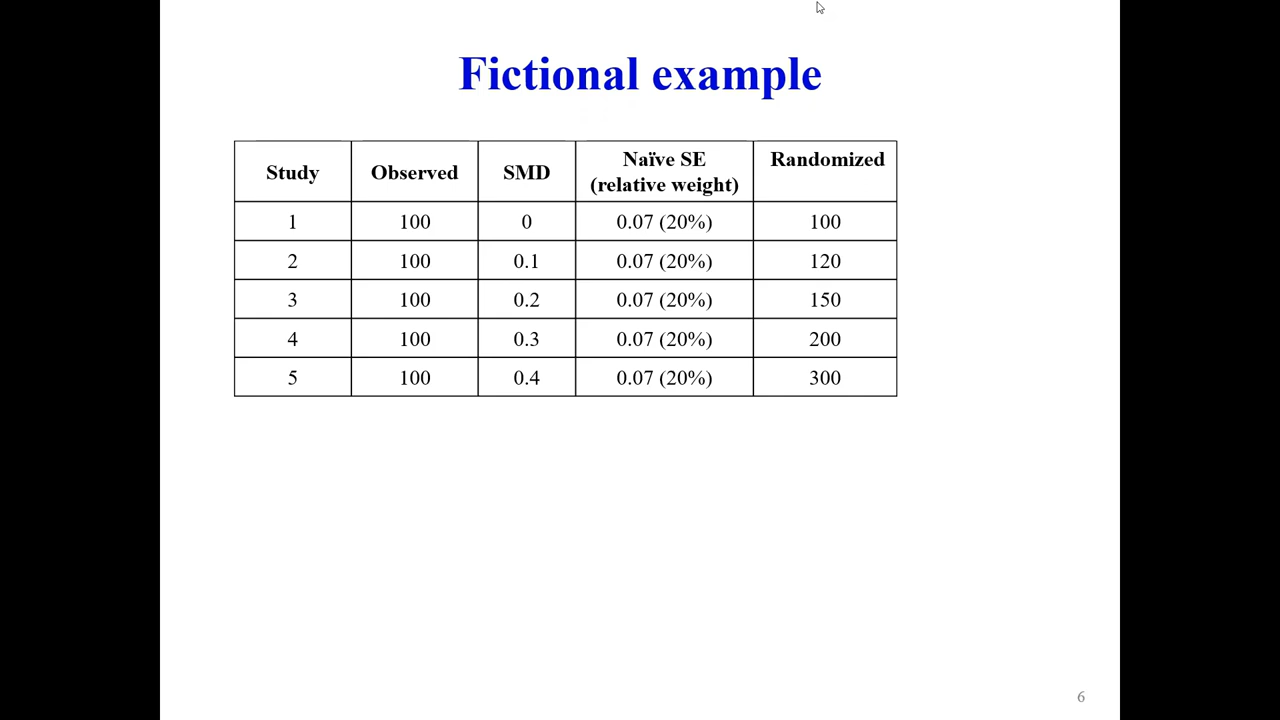 Fictional example
Study Observed SMD Naïve SE (relative weight) Randomized
1 100 0 0.07 (20%) 100
2 100 0.1 0.07 (20%) 120
3 100 0.2 0.07 (20%) 150
4 100 0.3 0.07 (20%) 200
5 100 0.4 0.07 (20%) 300
6